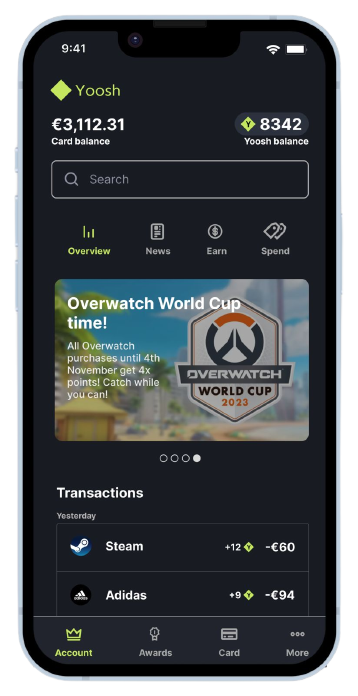 9:41
Yoosh
€3,112.31
8342
Card balance
Yoosh balance
Search
Overview
News
Earn
Spend
Overwatch World Cup
time!
All Overwatch
purchases until 4th
November get 4x
points! Catch while
you can!
OVERWATCH
WORLD CUP
2023
Transactions
Yesterday
Steam
+12
-€60
adidas
Adidas
+9
-€94
Account
Awards
Card
More